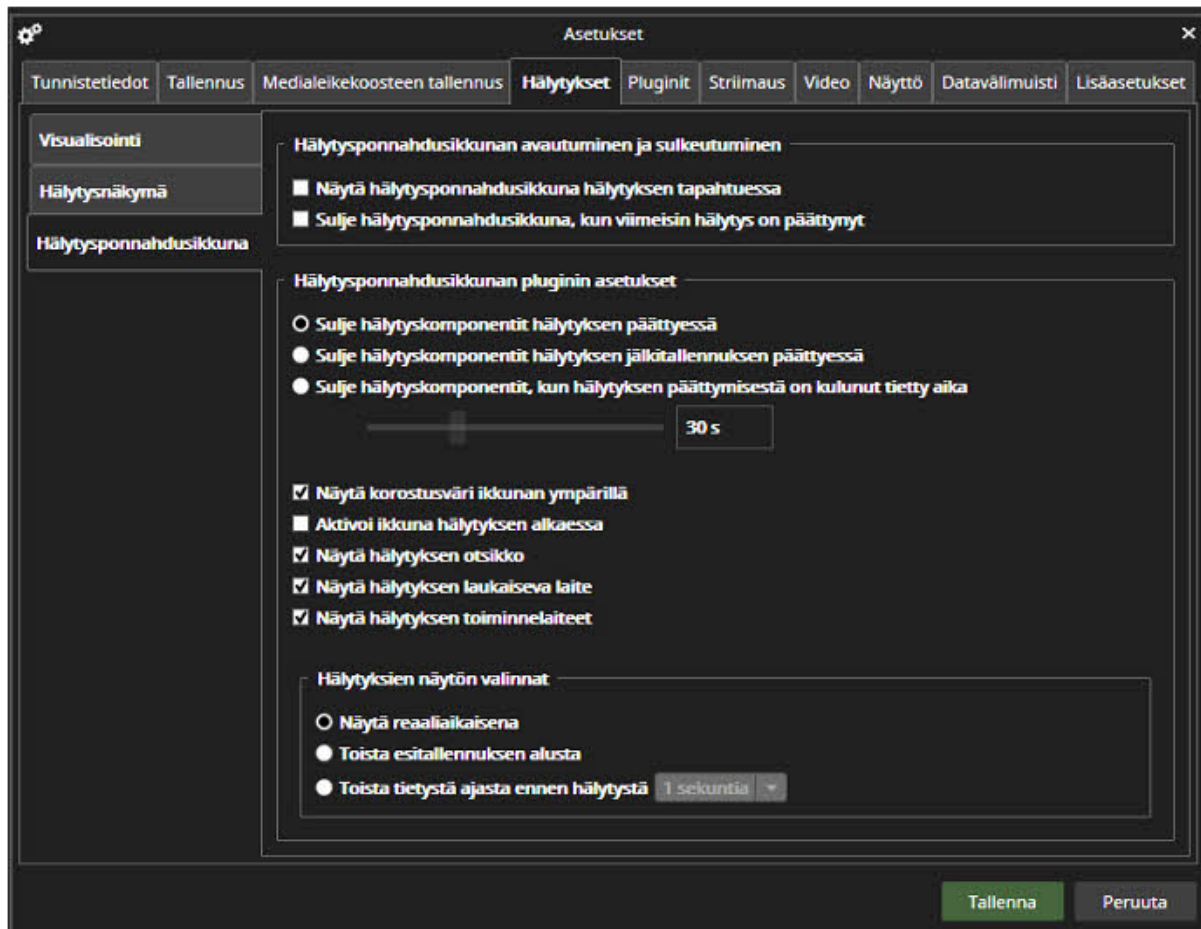 Asetukset
Tunnistetiedot Tallennus Medialeikekoosteen tallennus Hälytykset Pluginit Striimaus Video Näyttö Datavälimuisti Lisäasetukset
Visualisointi
Hälytysnäkymä
Hälytysponnahdusikkuna
Hälytysponnahdusikkunan avautuminen ja sulkeutuminen
Näytä hälytysponnahdusikkuna hälytyksen tapahtuessa
Sulje hälytysponnahdusikkuna, kun viimeisin hälytys on päättynyt
Hälytysponnahdusikkunan pluginin asetukset
Sulje hälytyskomponentit hälytyksen päättyessä
Sulje hälytyskomponentit hälytyksen jälkitallennuksen päättyessä
Sulje hälytyskomponentit, kun hälytyksen päättymisestä on kulunut tietty aika
30 s
Näytä korostusväri ikkunan ympärillä
Aktivoi ikkuna hälytyksen alkaessa
Näytä hälytyksen otsikko
Näytä hälytyksen laukaiseva laite
Näytä hälytyksen toiminnelaiteet
Hälytyksien näytön valinnat
Näytä reaaliaikaisena
Toista esitallennuksen alusta
Toista tietystä ajasta ennen hälytystä 1 sekuntia
Tallenna Peruuta